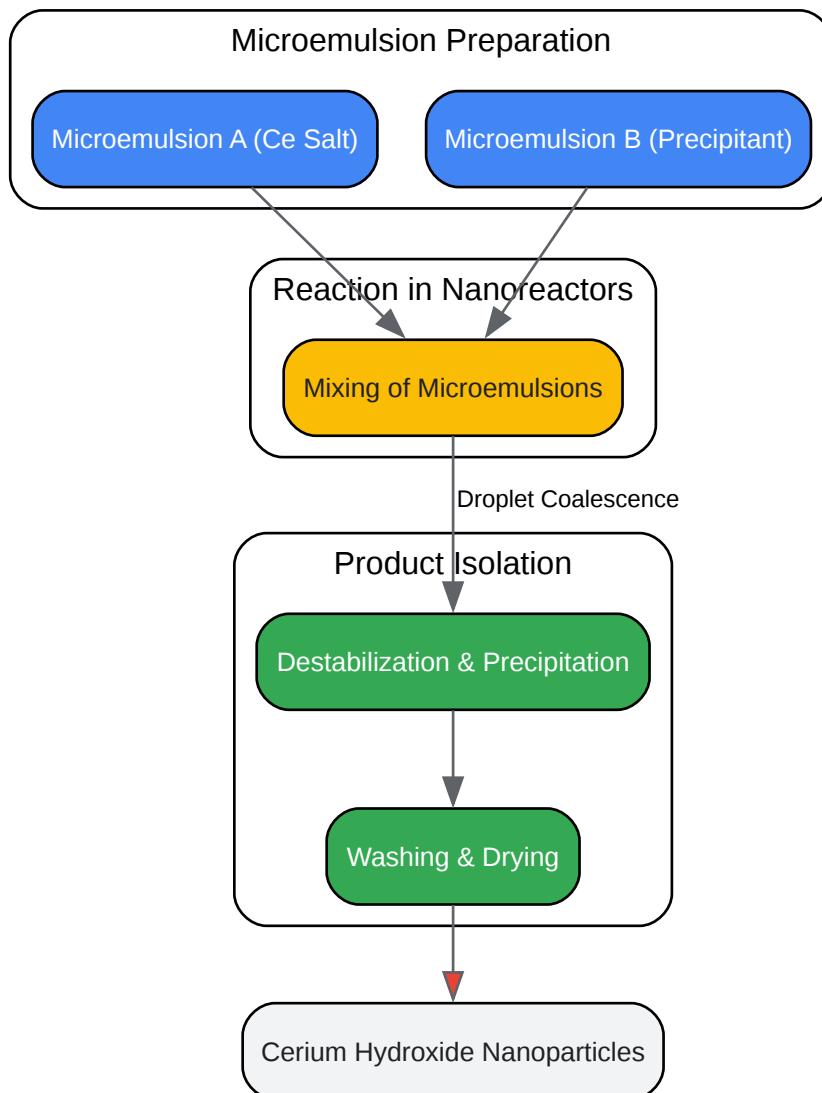 Microemulsion Preparation
Microemulsion A (Ce Salt)
Microemulsion B (Precipitant)
Reaction in Nanoreactors
Mixing of Microemulsions
Droplet Coalescence
Product Isolation
Destabilization & Precipitation
Washing & Drying
Cerium Hydroxide Nanoparticles